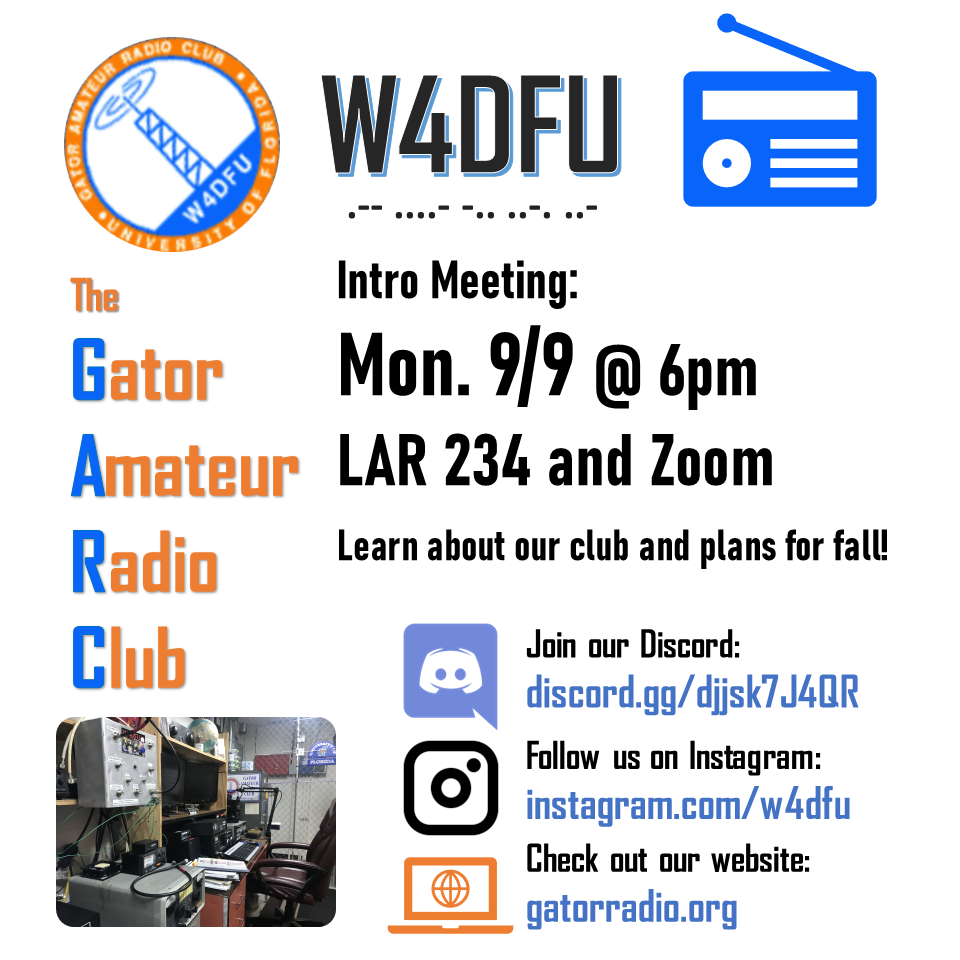 GATOR AMATEUR RADIO CLUB
UNIVERSITY OF FLORIDA
W4DFU
W4DFU
.-- ....- -.. ..-. ..-
The
Gator
Amateur
Radio
Club
Intro Meeting:
Mon. 9/9 @ 6pm
LAR 234 and Zoom
Learn about our club and plans for fall!
Join our Discord:
discord.gg/djjsk7J4QR
Follow us on Instagram:
instagram.com/w4dfu
Check out our website:
gatorradio.org
FLORIDA
GATOR